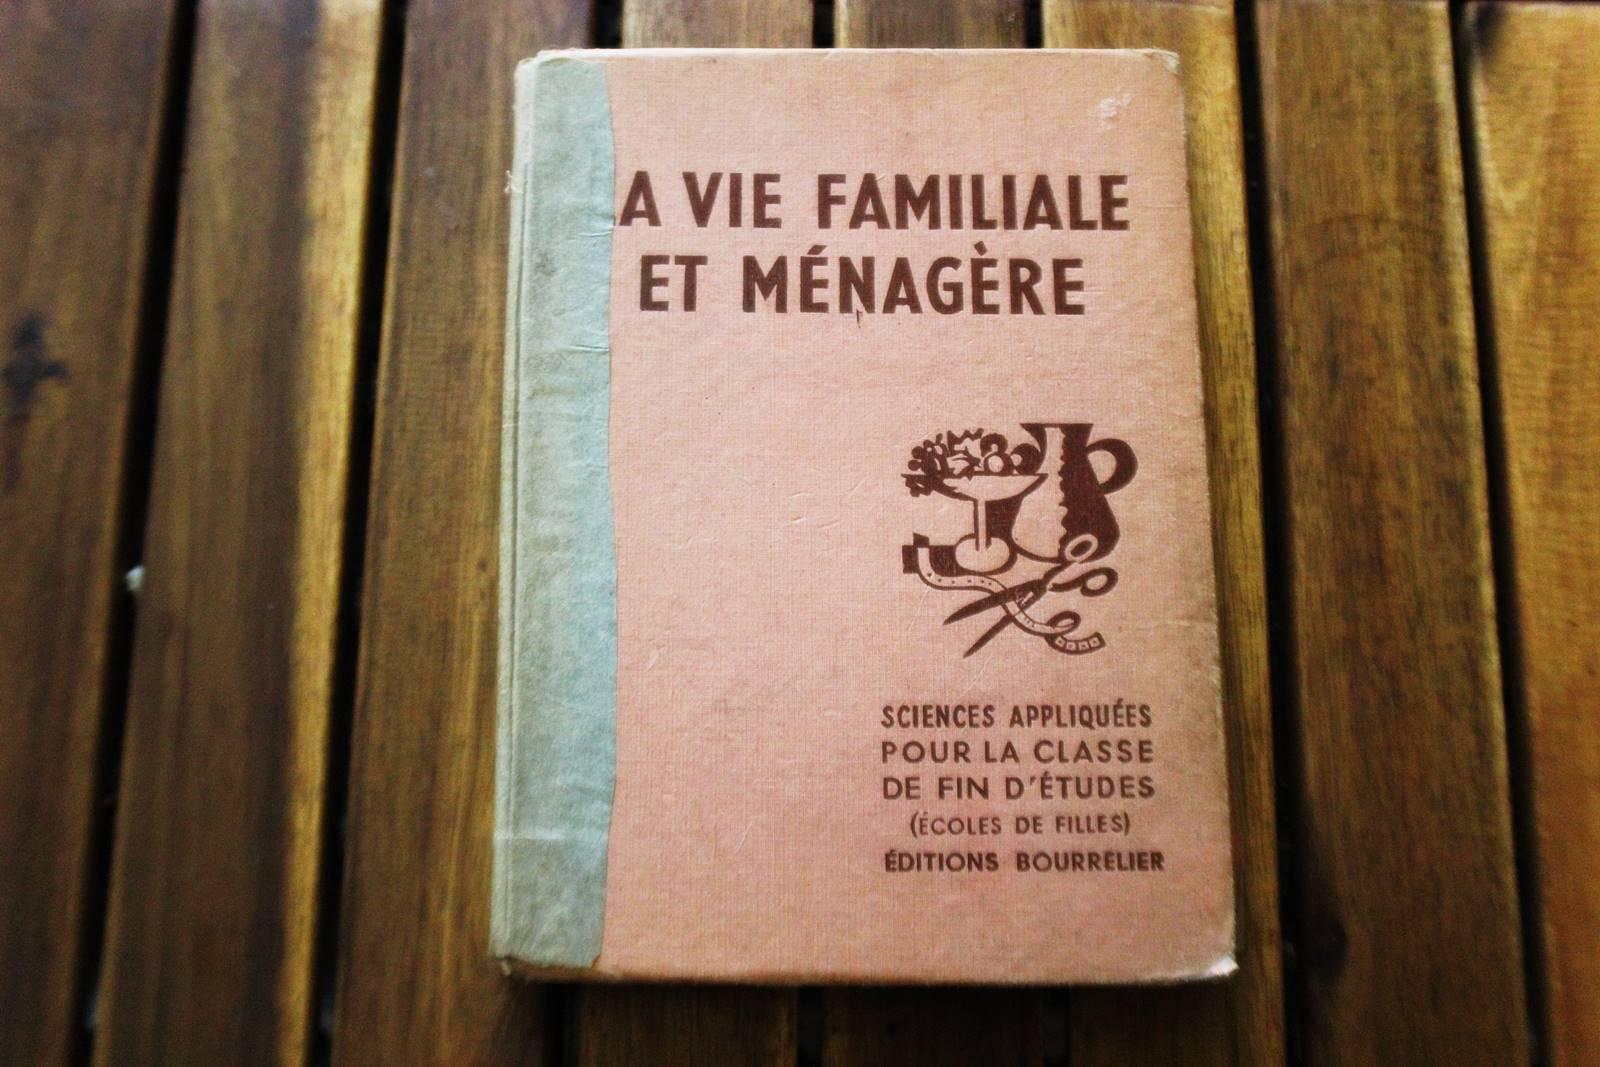 A VIE FAMILIALE
ET MÉNAGÈRE
SCIENCES APPLIQUÉES
POUR LA CLASSE
DE FIN D'ÉTUDES
(ÉCOLES DE FILLES)
ÉDITIONS BOURRELIER